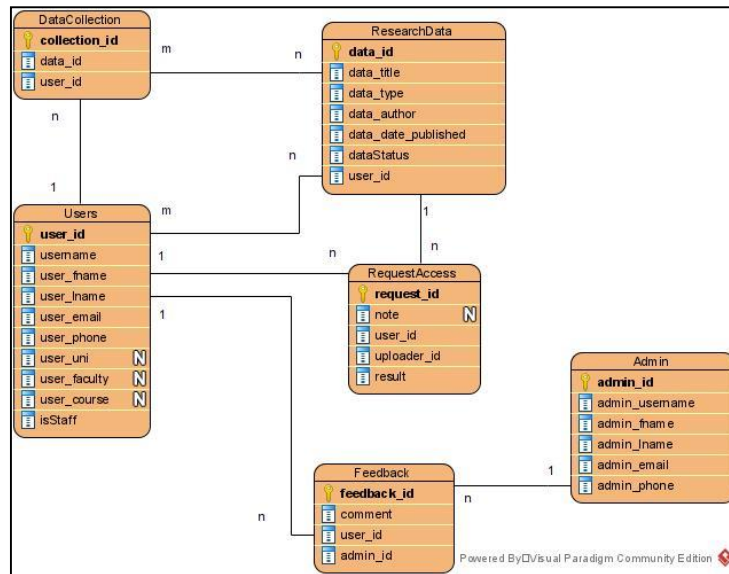 DataCollection
collection_id
data_id
user_id
m
n
ResearchData
data_id
data_title
data_type
data_author
data_date_published
dataStatus
user_id
n
1
n
m
Users
user_id
username
user_fname
user_lname
user_email
user_phone
user_uni N
user_faculty N
user_course N
isStaff
1
n
1
n
1
n
RequestAccess
request_id
note N
user_id
uploader_id
result
Admin
admin_id
admin_username
admin_fname
admin_lname
admin_email
admin_phone
1
n
n
Feedback
feedback_id
comment
user_id
admin_id
Powered By Visual Paradigm Community Edition